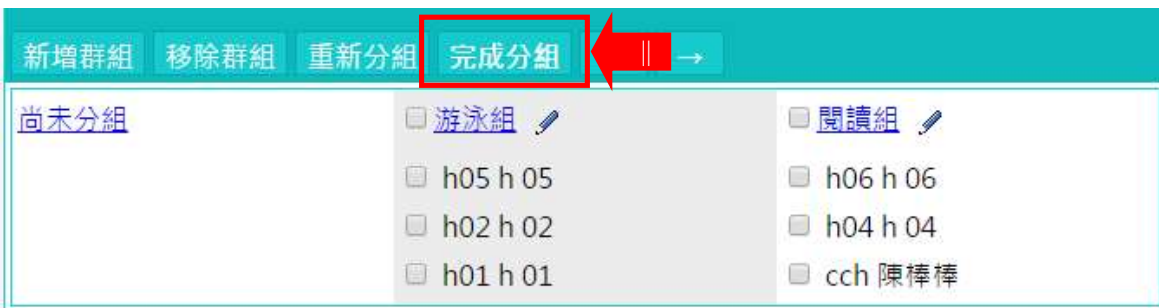 新增群組 移除群組 重新分組 完成分組 || →
尚未分組 游泳組 閱讀組
h05 h 05 h06 h 06
h02 h 02 h04 h 04
h01 h 01 cch 陳棒棒